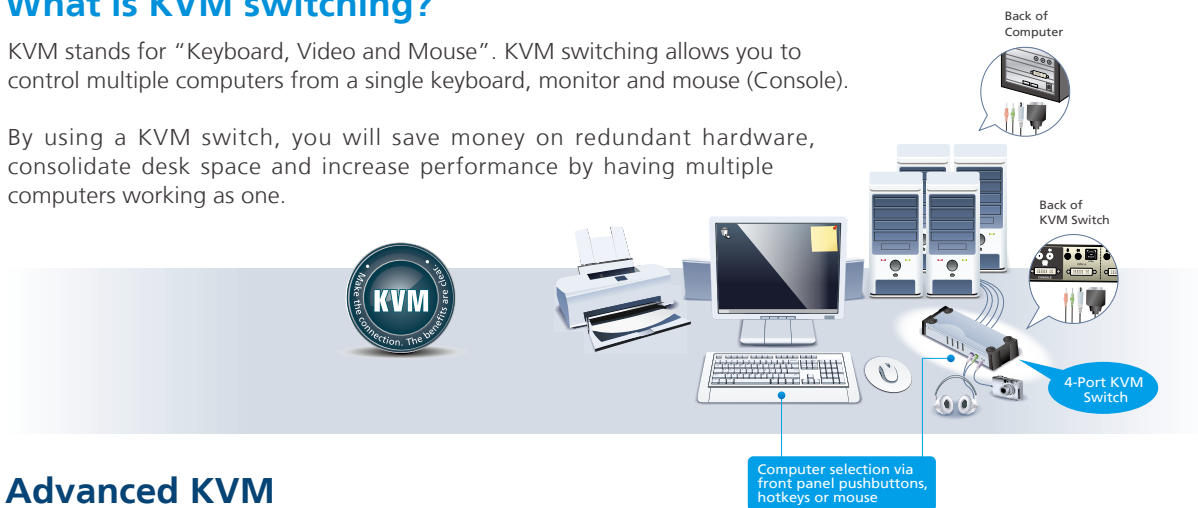 What is KVM switching?
KVM stands for “Keyboard, Video and Mouse”. KVM switching allows you to
control multiple computers from a single keyboard, monitor and mouse (Console).
By using a KVM switch, you will save money on redundant hardware,
consolidate desk space and increase performance by having multiple
computers working as one.
Back of
Computer
Back of
KVM Switch
Make the connection. The benefits are clear.
KVM
4-Port KVM
Switch
Computer selection via
front panel pushbuttons,
hotkeys or mouse
Advanced KVM